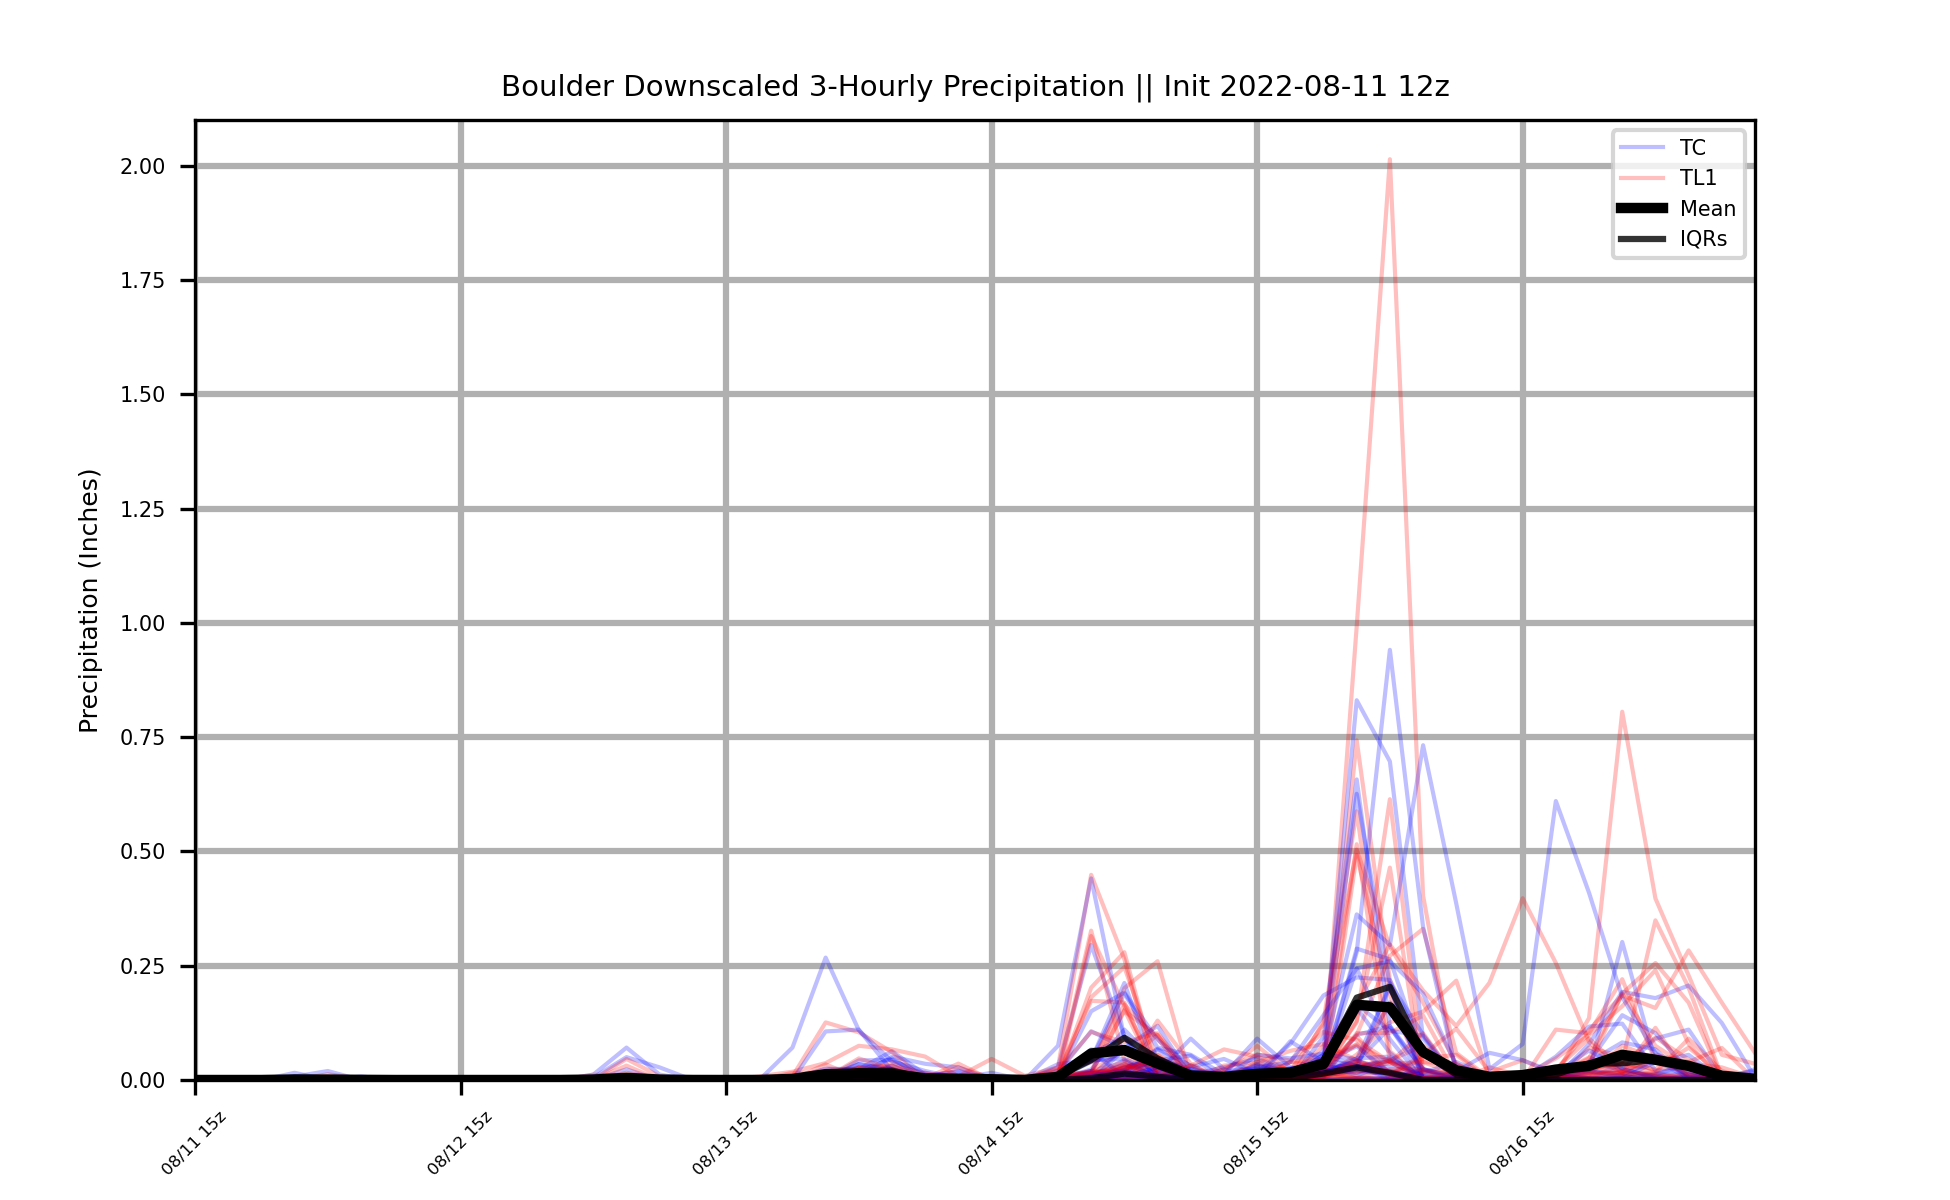 Boulder Downscaled 3-Hourly Precipitation || Init 2022-08-11 12z
TC
TL1
Mean
IQRs
Precipitation (Inches)
2.00
1.75
1.50
1.25
1.00
0.75
0.50
0.25
0.00
08/11 15z
08/12 15z
08/13 15z
08/14 15z
08/15 15z
08/16 15z